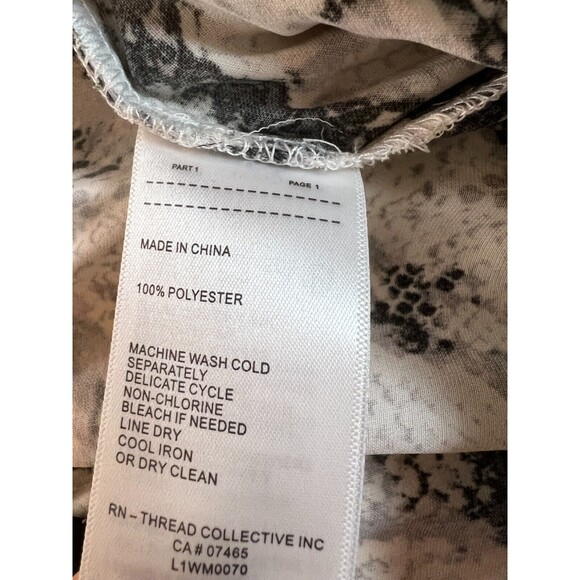 PART 1 PAGE 1
MADE IN CHINA
100% POLYESTER
MACHINE WASH COLD
SEPARATELY
DELICATE CYCLE
NON-CHLORINE
BLEACH IF NEEDED
LINE DRY
COOL IRON
OR DRY CLEAN
RN – THREAD COLLECTIVE INC
CA # 07465
L1WM0070